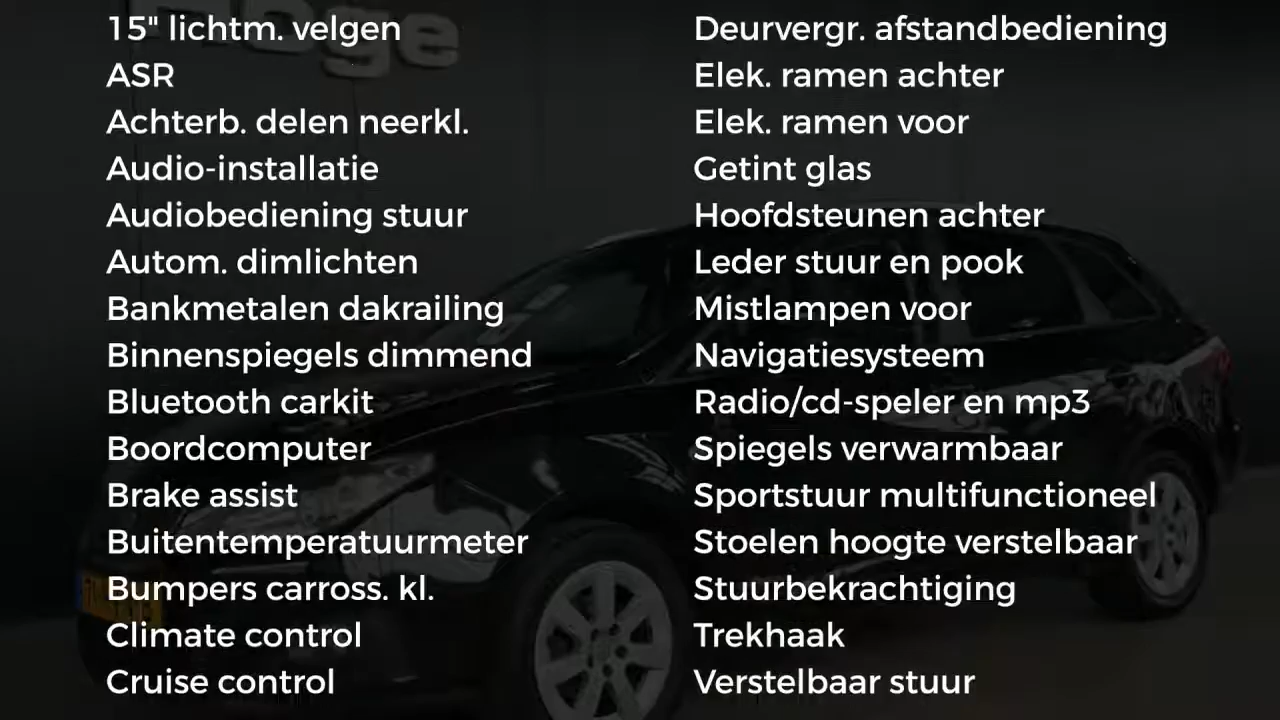 15" lichtm. velgen
ASR
Achterb. delen neerkl.
Audio-installatie
Audiobediening stuur
Autom. dimlichten
Bankmetalen dakrailing
Binnenspiegels dimmend
Bluetooth carkit
Boordcomputer
Brake assist
Buitentemperatuurmeter
Bumpers carross. kl.
Climate control
Cruise control
Deurvergr. afstandbediening
Elek. ramen achter
Elek. ramen voor
Getint glas
Hoofdsteunen achter
Leder stuur en pook
Mistlampen voor
Navigatiesysteem
Radio/cd-speler en mp3
Spiegels verwarmbaar
Sportstuur multifunctioneel
Stoelen hoogte verstelbaar
Stuurbekrachtiging
Trekhaak
Verstelbaar stuur